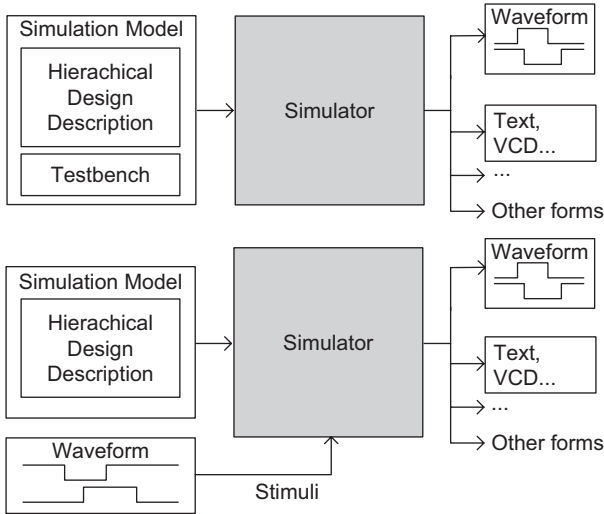 Simulation Model
Hierachical
Design
Description
Testbench
Simulator
Waveform
Text,
VCD...
...
Other forms
Simulation Model
Hierachical
Design
Description
Waveform
Stimuli
Simulator
Waveform
Text,
VCD...
...
Other forms